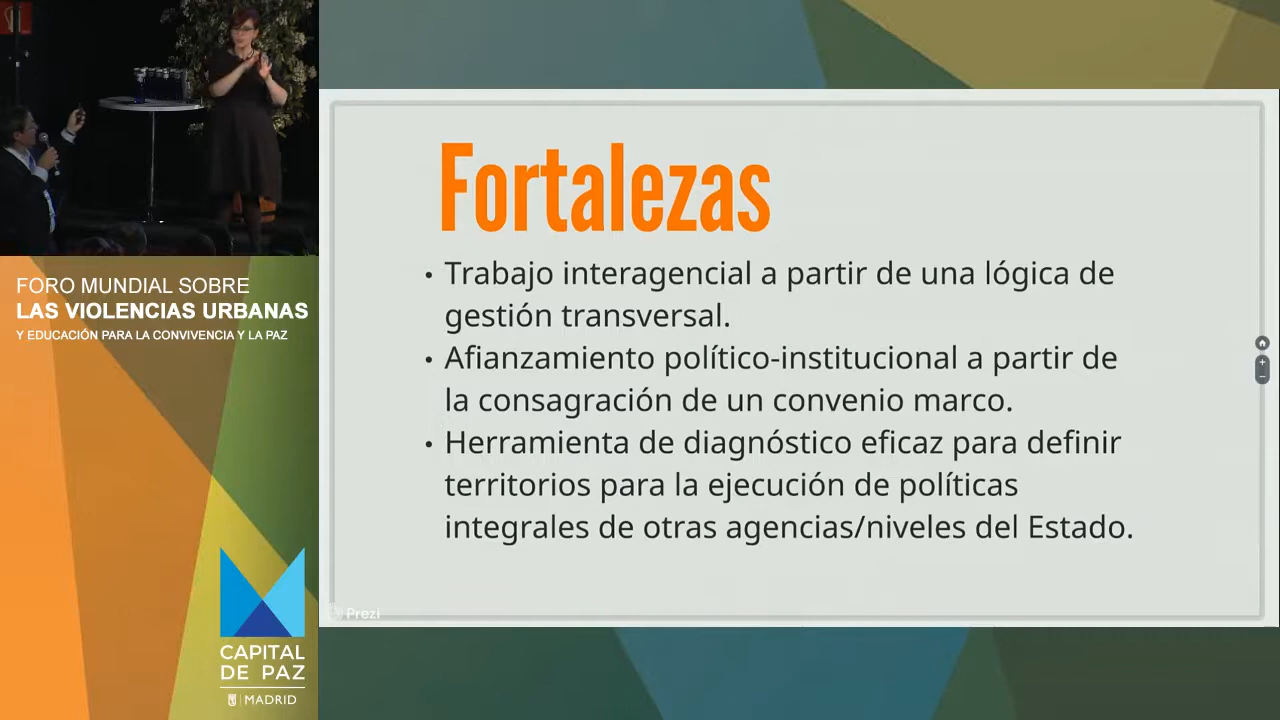 FORO MUNDIAL SOBRE
LAS VIOLENCIAS URBANAS
Y EDUCACIÓN PARA LA CONVIVENCIA Y LA PAZ
CAPITAL
DE PAZ
MADRID
Fortalezas
• Trabajo interagencial a partir de una lógica de
gestión transversal.
• Afianzamiento político-institucional a partir de
la consagración de un convenio marco.
• Herramienta de diagnóstico eficaz para definir
territorios para la ejecución de políticas
integrales de otras agencias/niveles del Estado.
Prezi